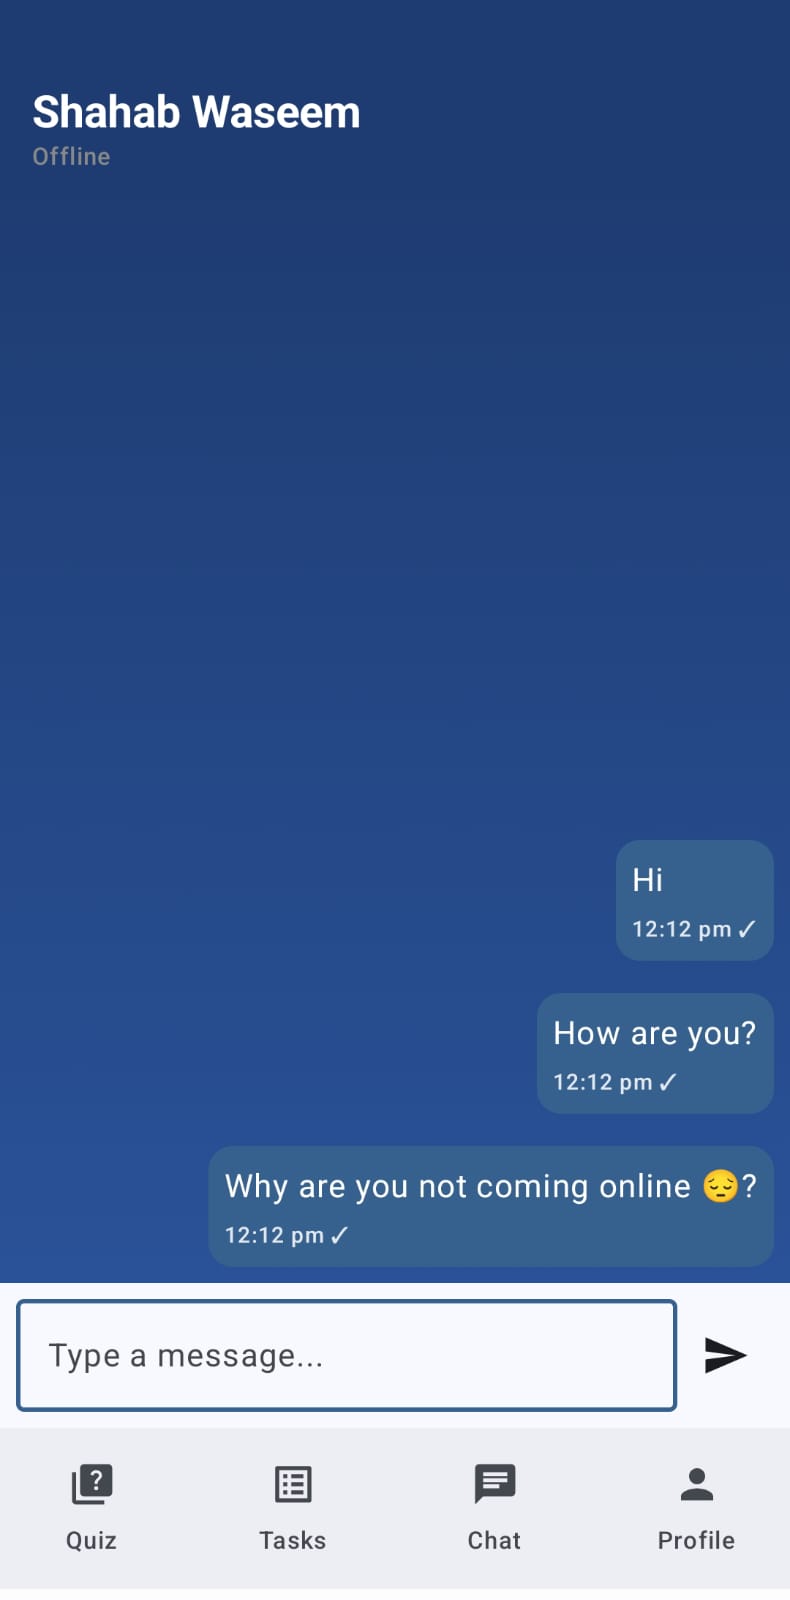 Shahab Waseem
Offline
Hi
12:12 pm ✓
How are you?
12:12 pm ✓
Why are you not coming online 😔?
12:12 pm ✓
Type a message...
Quiz
Tasks
Chat
Profile